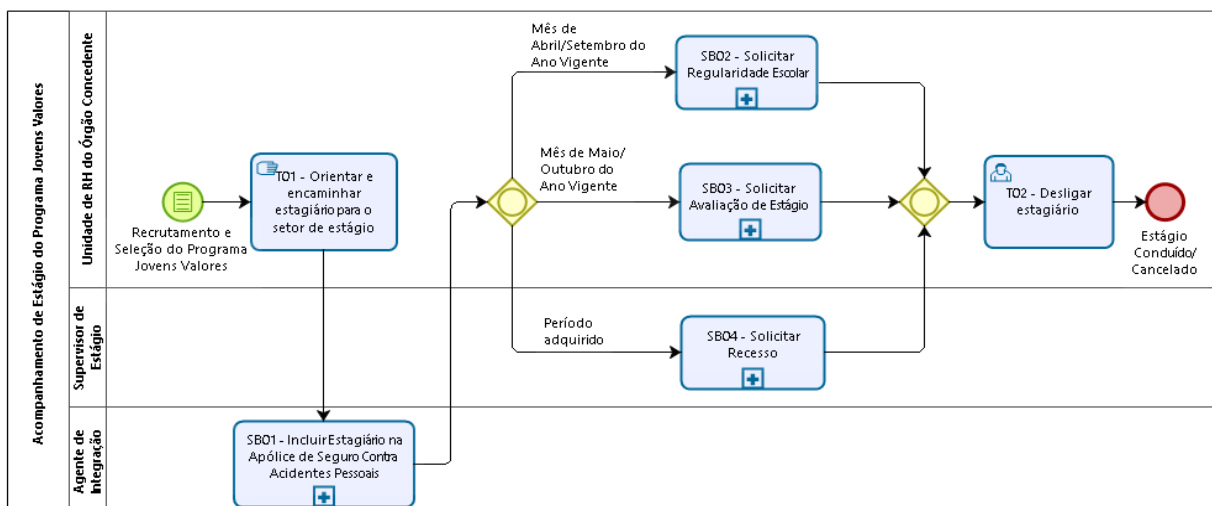 Acompanhamento de Estágio do Programa Jovens Valores
Unidade de RH do Órgão Concedente
Supervisor de
Estágio
Agente de
Integração
Recrutamento e
Seleção do Programa
Jovens Valores
T01 - Orientar e
encaminhar
estagiário para o
setor de estágio
SB01 - Incluir Estagiário na
Apólice de Seguro Contra
Acidentes Pessoais
Mês de
Abril/Setembro do
Ano Vigente
SB02 - Solicitar
Regularidade Escolar
Mês de Maio/
Outubro do
Ano Vigente
SB03 - Solicitar
Avaliação de Estágio
Período
adquirido
SB04 - Solicitar
Recesso
T02 - Desligar
estagiário
Estágio
Conduído/
Cancelado